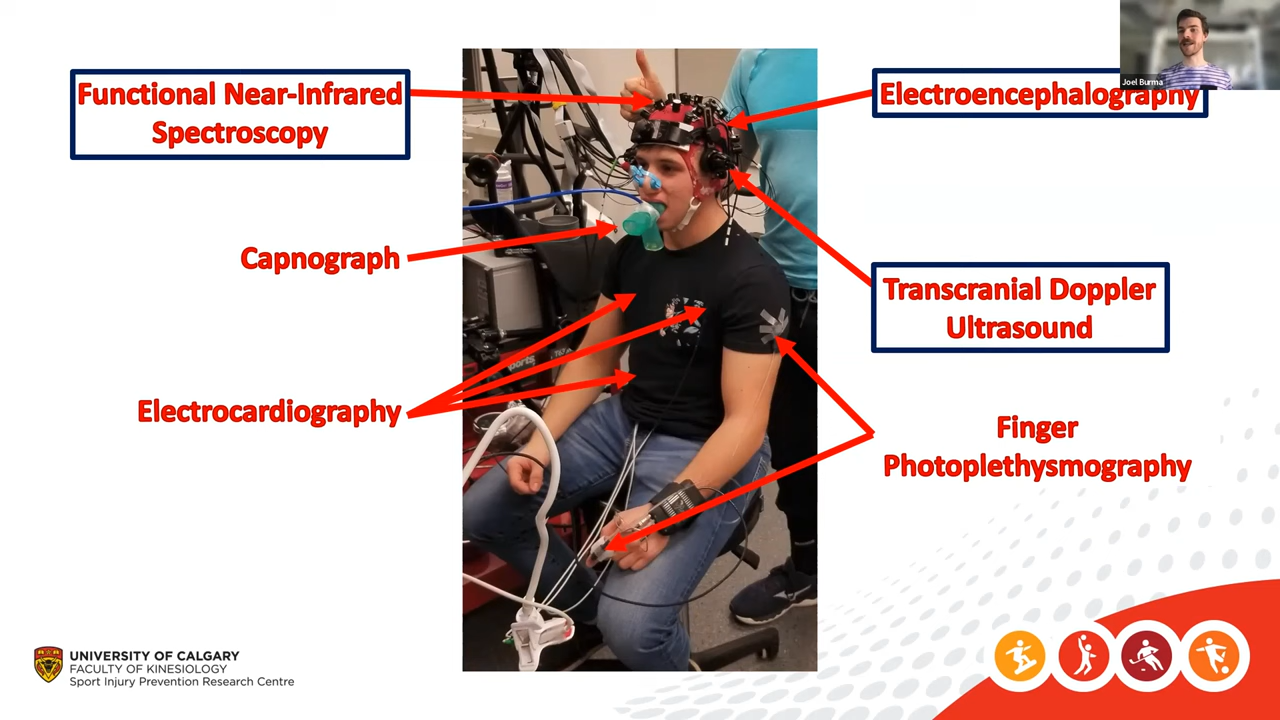 Joel Burma
Functional Near-Infrared
Spectroscopy
Electroencephalography
Capnograph
Transcranial Doppler
Ultrasound
Electrocardiography
Finger
Photoplethysmography
UNIVERSITY OF CALGARY
FACULTY OF KINESIOLOGY
Sport Injury Prevention Research Centre